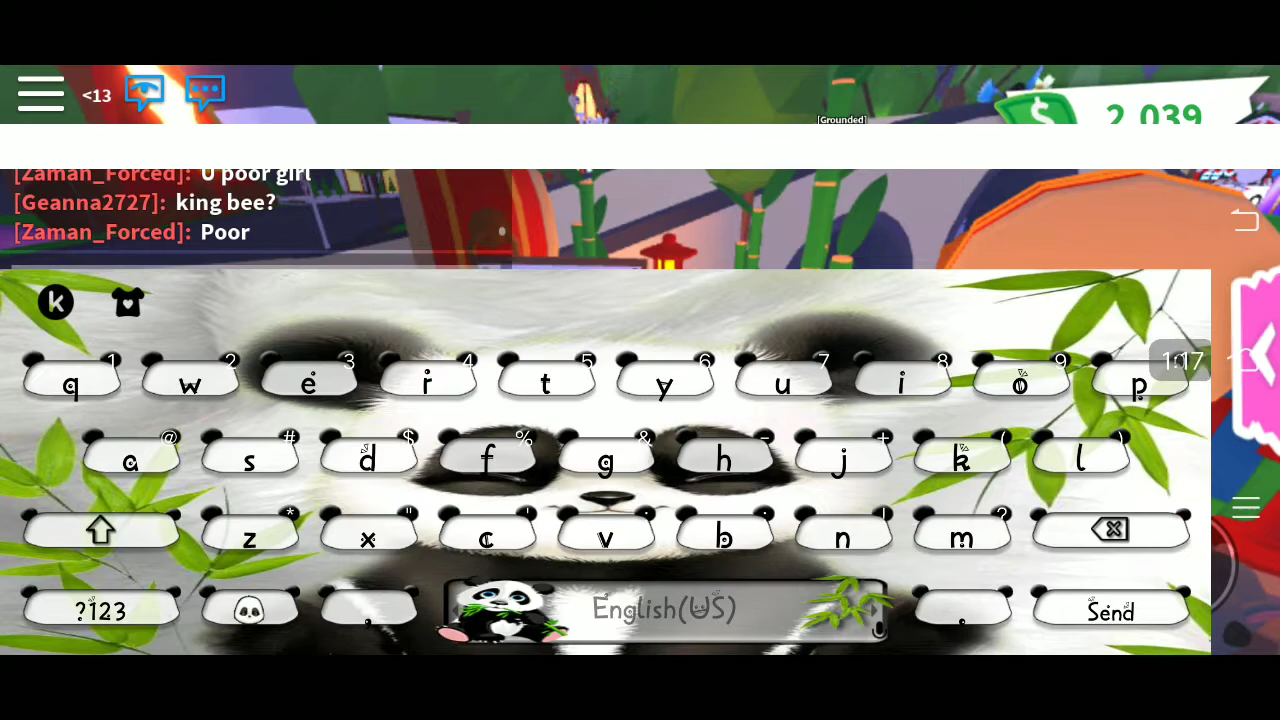 <13
[Grounded]
2,039
[Zaman_Forced]: U poor girl
[Geanna2727]: king bee?
[Zaman_Forced]: Poor
k
1 2 3 4 5 6 7 8 9
q w e r t y u i o p
1:17
@ # $ % & - + ( )
a s d f g h j k l
* " ' : ; ! ?
z x c v b n m
?123 , English(US) . Send